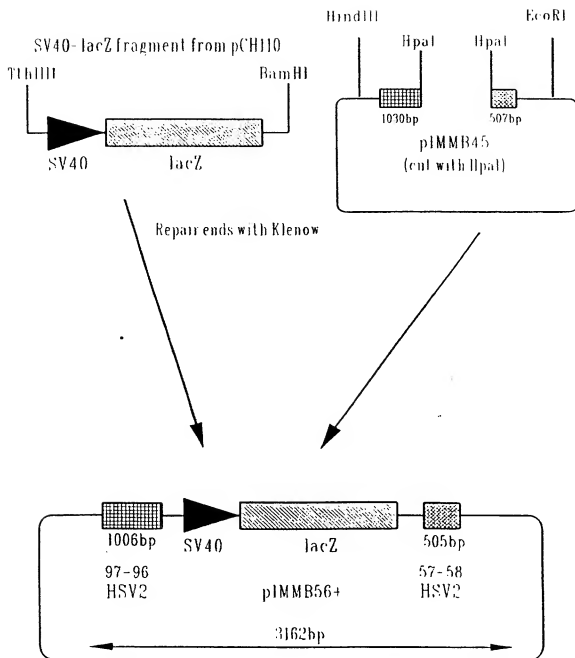 SV40-lacZ fragment from pCH110
TthIIII
BamHI
SV40
lacZ
HindIII
EcoRI
HpaI
HpaI
1030bp
507bp
pIMMB45
(cut with HpaI)
Repair ends with Klenow
1006bp
SV40
lacZ
505bp
97-96
HSV2
pIMMB56+
57-58
HSV2
3162bp